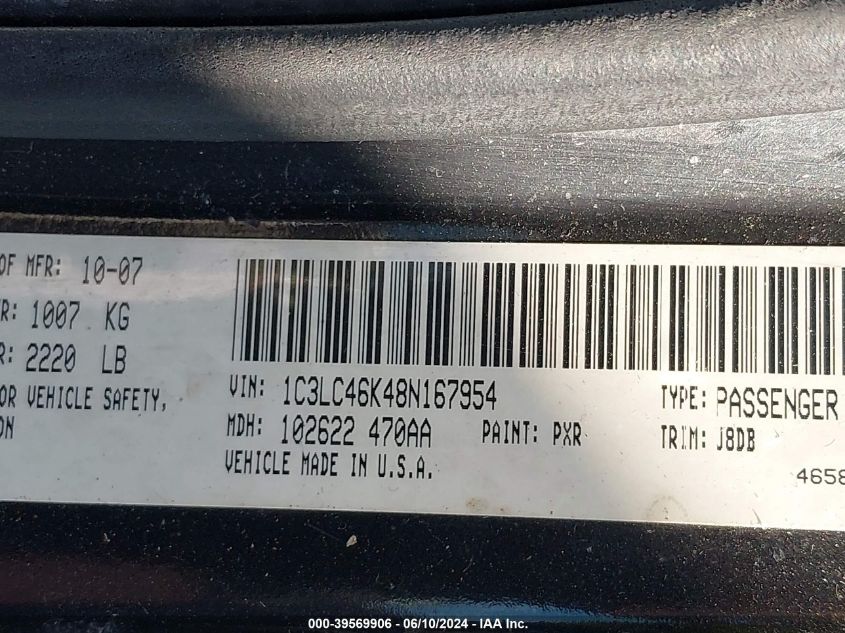 OF MFR: 10-07
R: 1007 KG
R: 2220 LB
OR VEHICLE SAFETY,
ON
VIN: 1C3LC46K48N167954
TYPE: PASSENGER
MDH: 102622 470AA
PAINT: PXR
TRIM: J8DB
VEHICLE MADE IN U.S.A.
4658
000-39569906 - 06/10/2024 - IAA Inc.